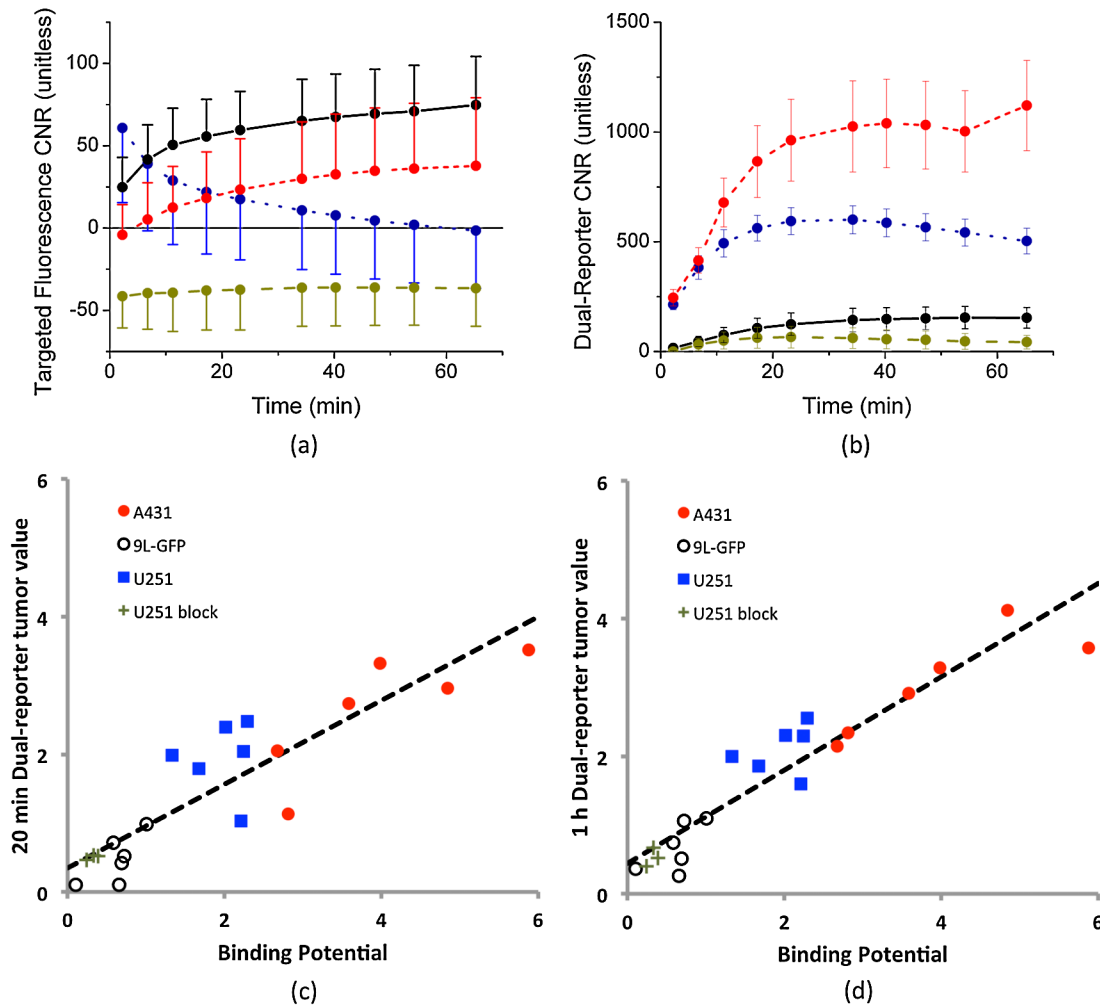 Targeted Fluorescence CNR (unitless)
100
50
0
-50
0
20
40
60
Time (min)
(a)
Dual-Reporter CNR (unitless)
1500
1000
500
0
0
20
40
60
Time (min)
(b)
20 min Dual-reporter tumor value
6
4
2
0
A431
9L-GFP
U251
U251 block
0
2
4
6
Binding Potential
(c)
1 h Dual-reporter tumor value
6
4
2
0
A431
9L-GFP
U251
U251 block
0
2
4
6
Binding Potential
(d)